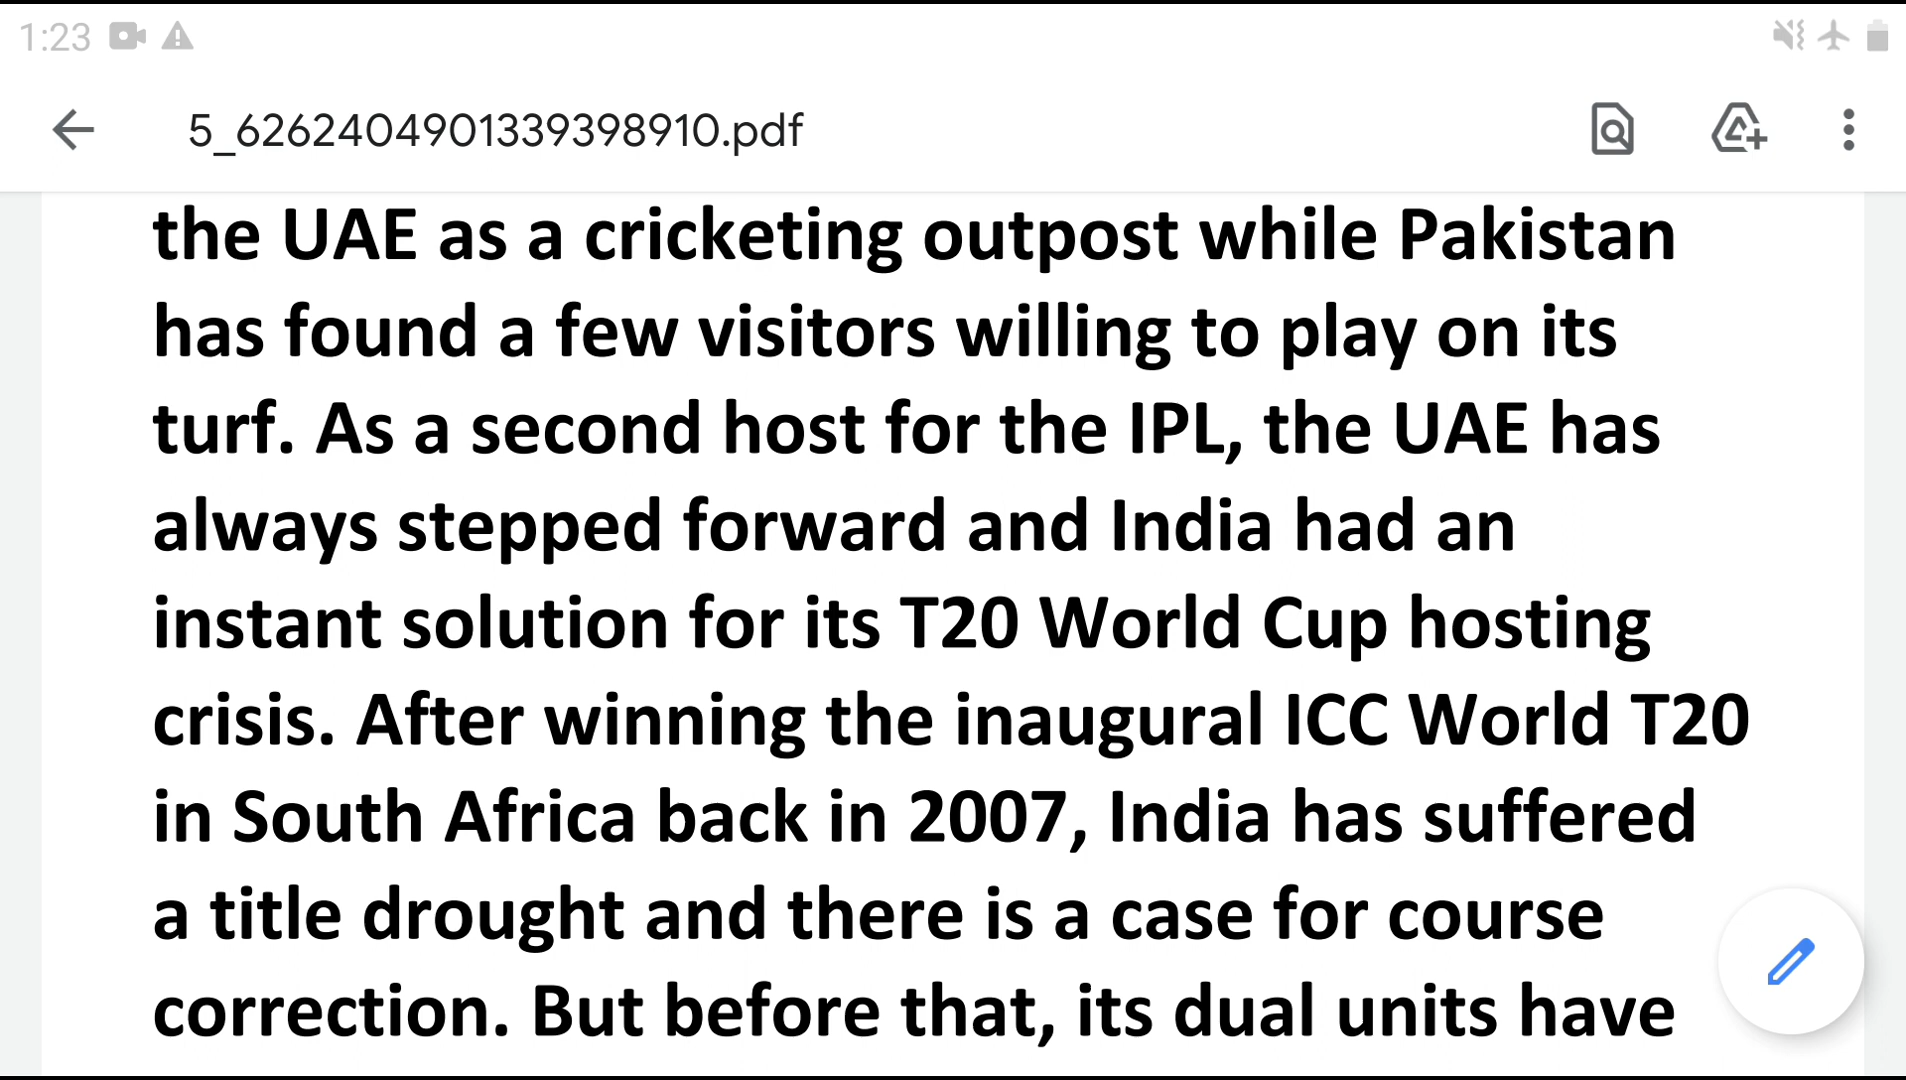 1:23
5_6262404901339398910.pdf
the UAE as a cricketing outpost while Pakistan
has found a few visitors willing to play on its
turf. As a second host for the IPL, the UAE has
always stepped forward and India had an
instant solution for its T20 World Cup hosting
crisis. After winning the inaugural ICC World T20
in South Africa back in 2007, India has suffered
a title drought and there is a case for course
correction. But before that, its dual units have